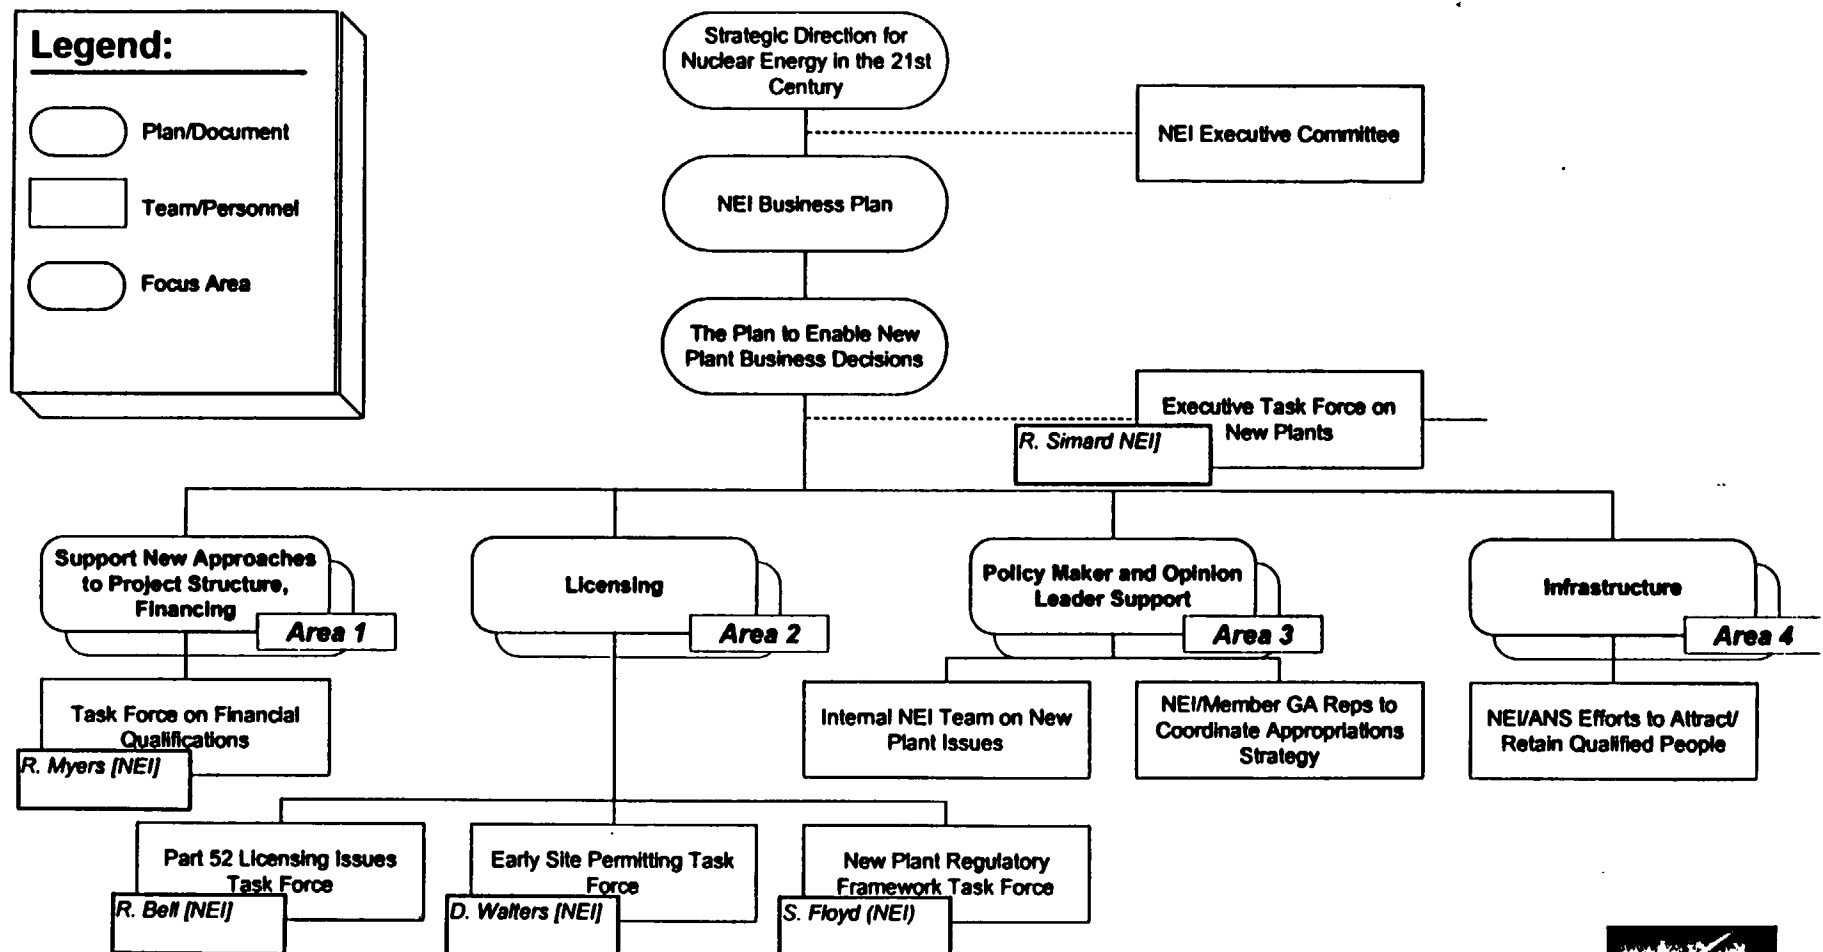 Legend:
Plan/Document
Team/Personnel
Focus Area
Strategic Direction for
Nuclear Energy in the 21st
Century
NEI Executive Committee
NEI Business Plan
The Plan to Enable New
Plant Business Decisions
Executive Task Force on
New Plants
R. Simard NEI]
Support New Approaches
to Project Structure,
Financing
Area 1
Licensing
Area 2
Policy Maker and Opinion
Leader Support
Area 3
Infrastructure
Area 4
Task Force on Financial
Qualifications
R. Myers [NEI]
Internal NEI Team on New
Plant Issues
NEI/Member GA Reps to
Coordinate Appropriations
Strategy
NEI/ANS Efforts to Attract/
Retain Qualified People
Part 52 Licensing Issues
Task Force
R. Bell [NEI]
Early Site Permitting Task
Force
D. Walters [NEI]
New Plant Regulatory
Framework Task Force
S. Floyd (NEI)